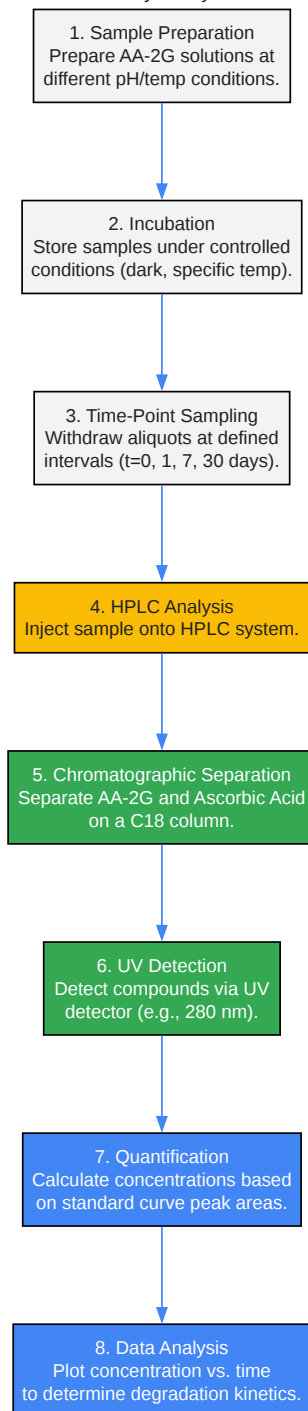 1. Sample Preparation
Prepare AA-2G solutions at
different pH/temp conditions.
2. Incubation
Store samples under controlled
conditions (dark, specific temp).
3. Time-Point Sampling
Withdraw aliquots at defined
intervals (t=0, 1, 7, 30 days).
4. HPLC Analysis
Inject sample onto HPLC system.
5. Chromatographic Separation
Separate AA-2G and Ascorbic Acid
on a C18 column.
6. UV Detection
Detect compounds via UV
detector (e.g., 280 nm).
7. Quantification
Calculate concentrations based
on standard curve peak areas.
8. Data Analysis
Plot concentration vs. time
to determine degradation kinetics.